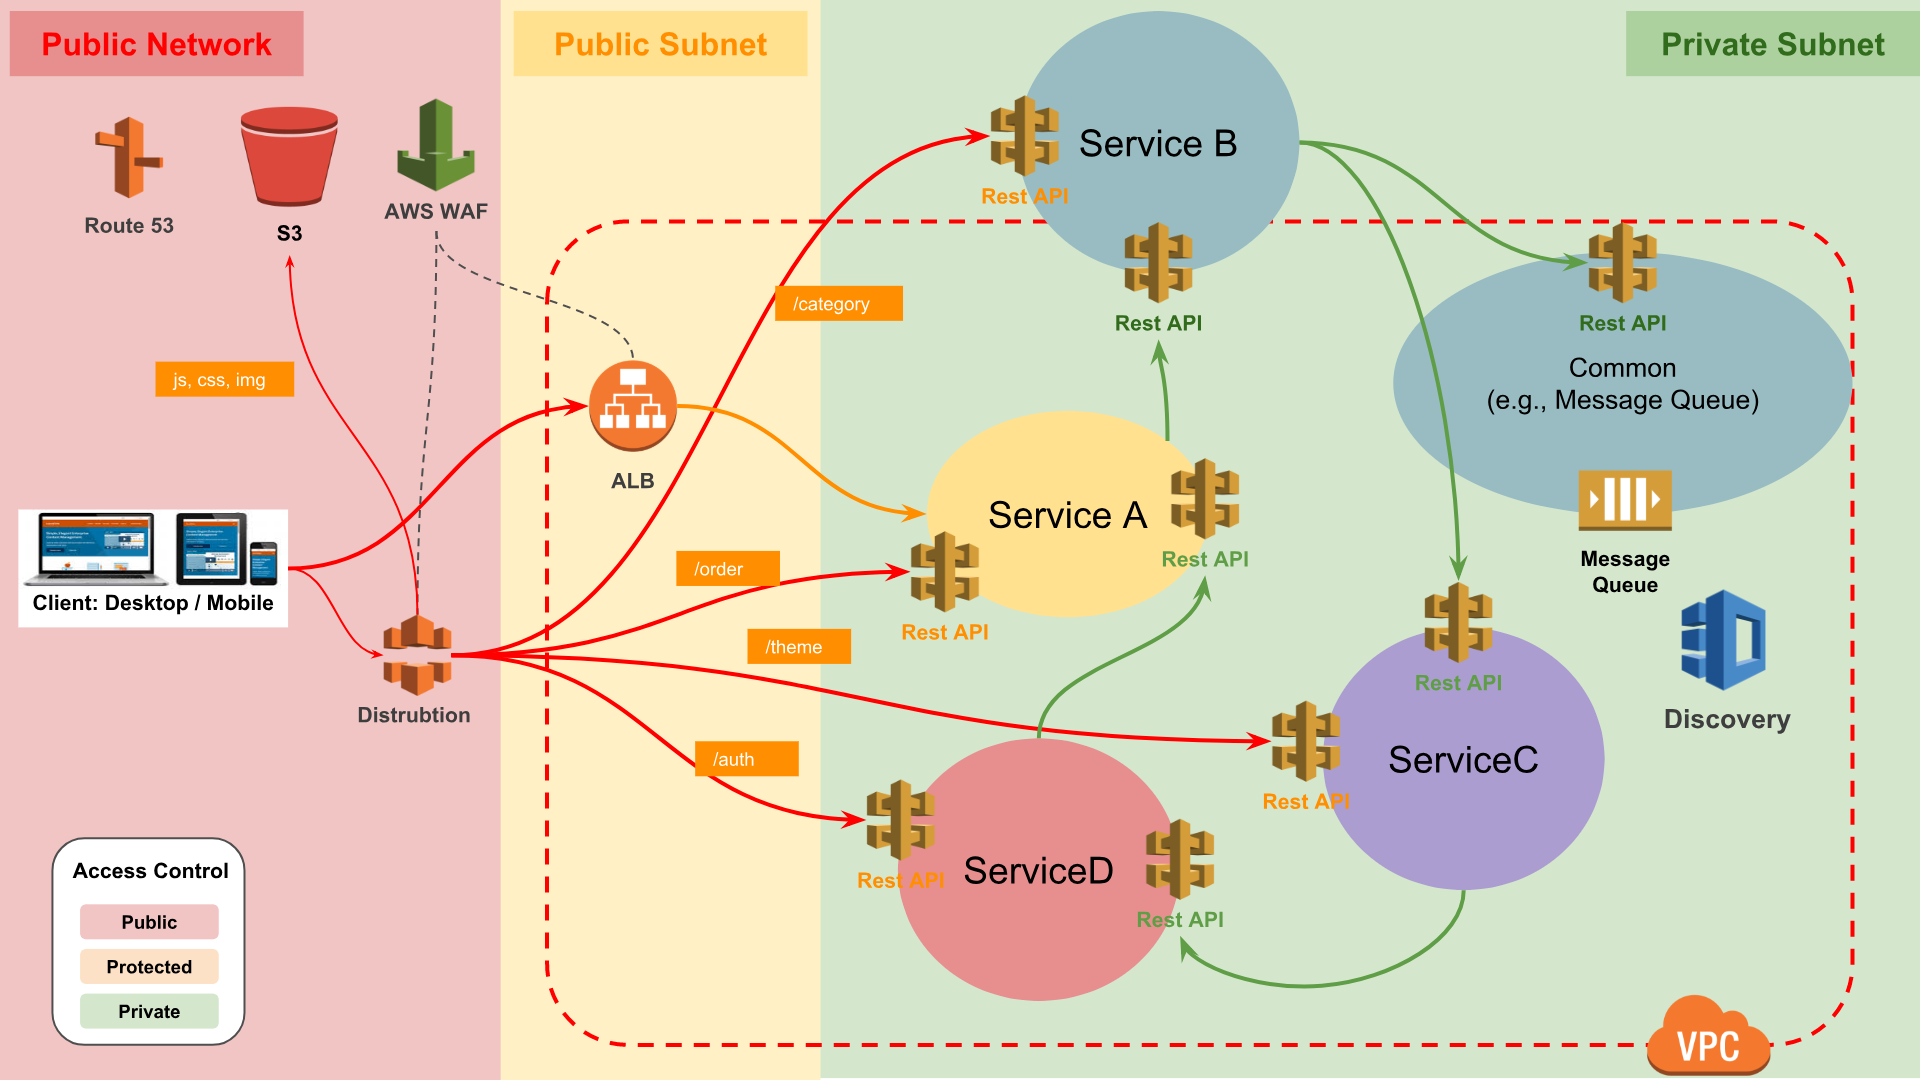 Public Network
Public Subnet
Private Subnet
Route 53
S3
AWS WAF
Rest API
Service B
Rest API
Rest API
/category
js, css, img
Common
(e.g., Message Queue)
ALB
Service A
Rest API
Rest API
/order
Message
Queue
Client: Desktop / Mobile
/theme
Rest API
Discovery
Distrubtion
/auth
Rest API
ServiceC
Rest API
ServiceD
Rest API
Access Control
Public
Protected
Private
VPC